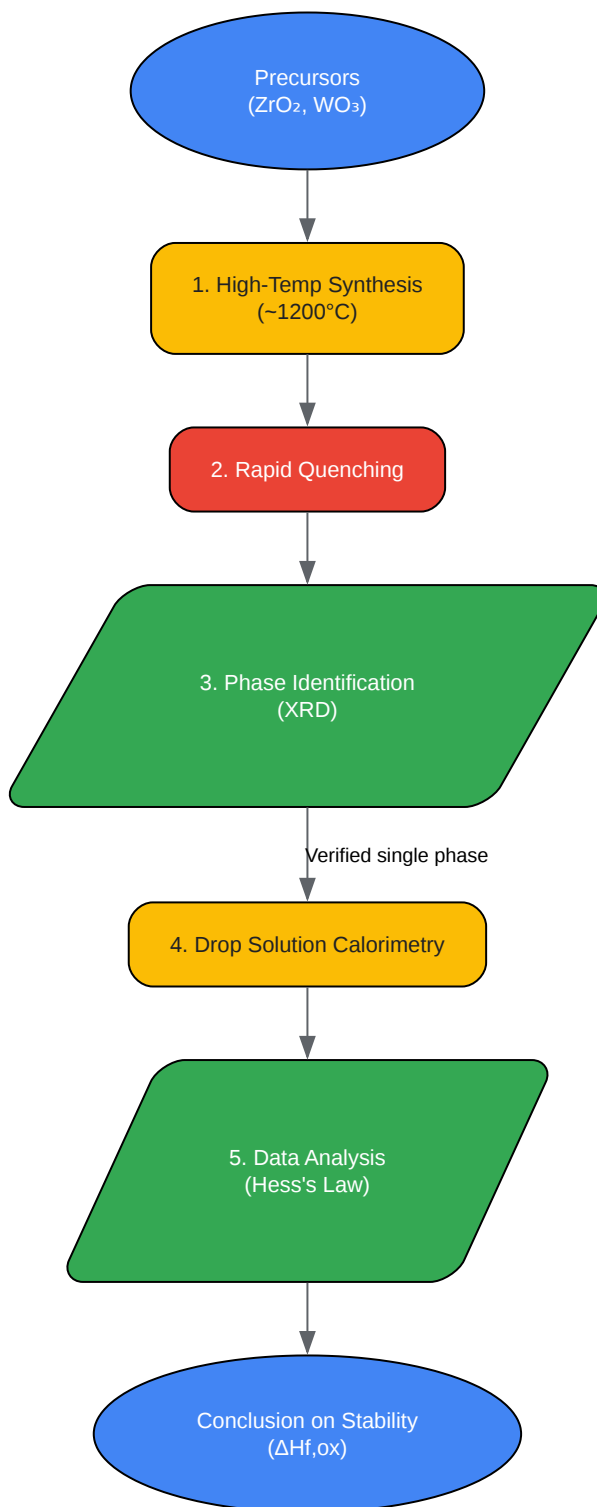 Precursors
(ZrO₂, WO₃)
1. High-Temp Synthesis
(~1200°C)
2. Rapid Quenching
3. Phase Identification
(XRD)
Verified single phase
4. Drop Solution Calorimetry
5. Data Analysis
(Hess's Law)
Conclusion on Stability
(ΔHf,ox)